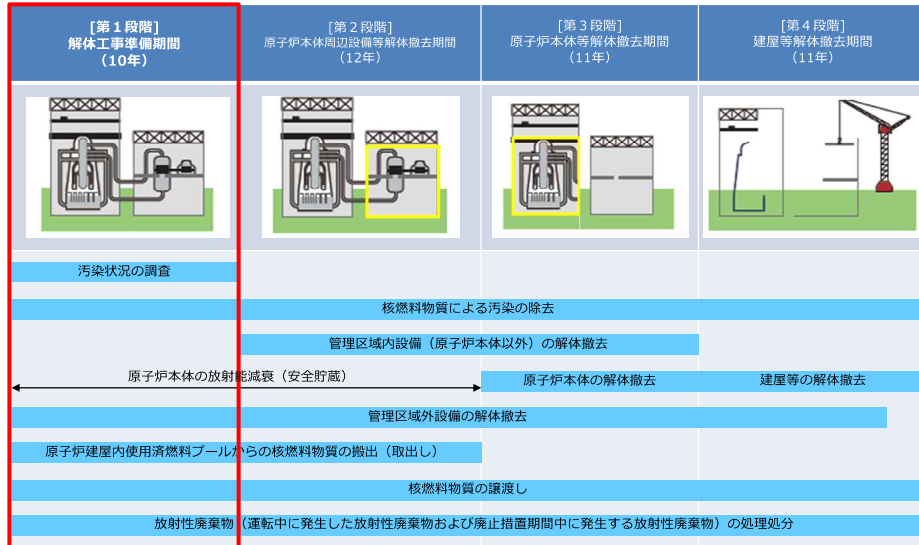 [第１段階]
解体工事準備期間
（10年）
[第２段階]
原子炉本体周辺設備等解体撤去期間
（12年）
[第３段階]
原子炉本体等解体撤去期間
（11年）
[第４段階]
建屋等解体撤去期間
（11年）
汚染状況の調査
核燃料物質による汚染の除去
管理区域内設備（原子炉本体以外）の解体撤去
原子炉本体の放射能減衰（安全貯蔵）
原子炉本体の解体撤去
建屋等の解体撤去
管理区域外設備の解体撤去
原子炉建屋内使用済燃料プールからの核燃料物質の搬出（取出し）
核燃料物質の譲渡し
放射性廃棄物（運転中に発生した放射性廃棄物および廃止措置期間中に発生する放射性廃棄物）の処理処分